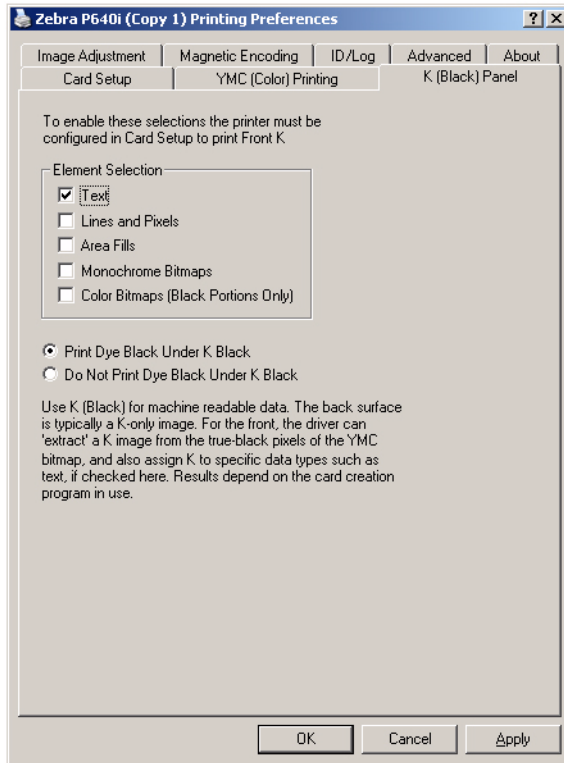 Zebra P640i (Copy 1) Printing Preferences
Image Adjustment Magnetic Encoding ID/Log Advanced About
Card Setup YMC (Color) Printing K (Black) Panel
To enable these selections the printer must be
configured in Card Setup to print Front K
Element Selection
Text
Lines and Pixels
Area Fills
Monochrome Bitmaps
Color Bitmaps (Black Portions Only)
Print Dye Black Under K Black
Do Not Print Dye Black Under K Black
Use K (Black) for machine readable data. The back surface
is typically a K-only image. For the front, the driver can
'extract' a K image from the true-black pixels of the YMC
bitmap, and also assign K to specific data types such as
text, if checked here. Results depend on the card creation
program in use.
OK Cancel Apply